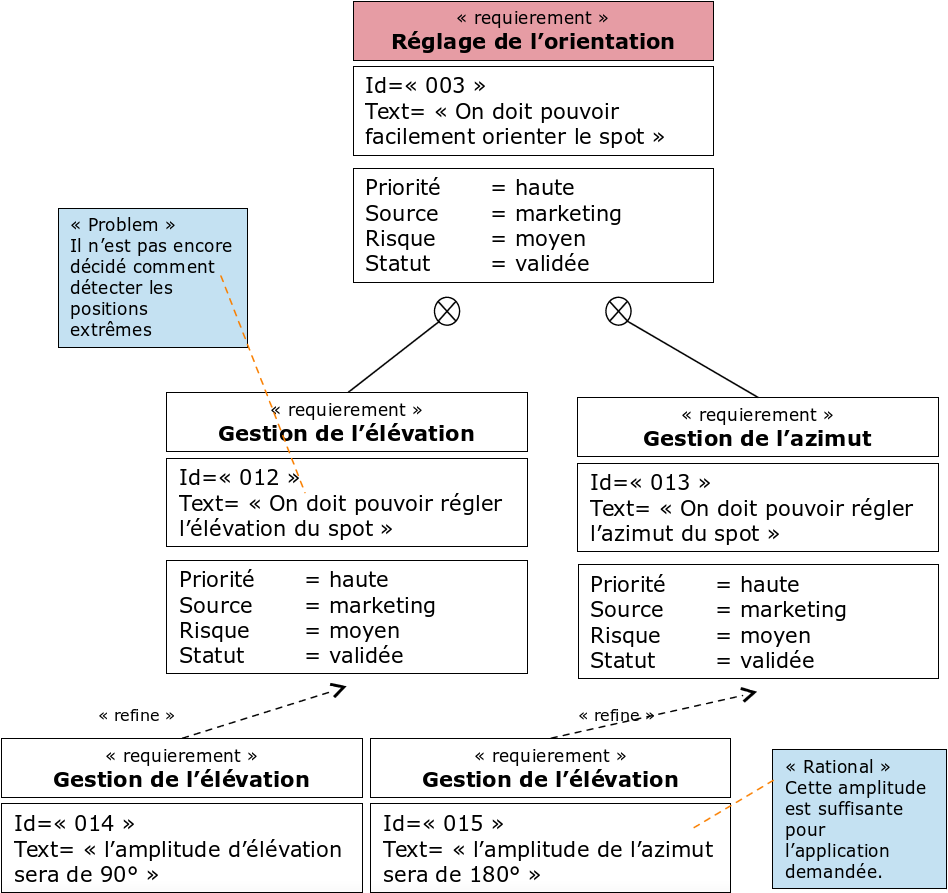 « requierement »
Réglage de l’orientation
Id=« 003 »
Text= « On doit pouvoir
facilement orienter le spot »
Priorité = haute
Source = marketing
Risque = moyen
Statut = validée
« Problem »
Il n’est pas encore
décidé comment
détecter les
positions
extrêmes
« requierement »
Gestion de l’élévation
Id=« 012 »
Text= « On doit pouvoir régler
l’élévation du spot »
Priorité = haute
Source = marketing
Risque = moyen
Statut = validée
« requierement »
Gestion de l’azimut
Id=« 013 »
Text= « On doit pouvoir régler
l’azimut du spot »
Priorité = haute
Source = marketing
Risque = moyen
Statut = validée
« refine »
« refine »
« requierement »
Gestion de l’élévation
Id=« 014 »
Text= « l’amplitude d’élévation
sera de 90° »
« requierement »
Gestion de l’élévation
Id=« 015 »
Text= « l’amplitude de l’azimut
sera de 180° »
« Rational »
Cette amplitude
est suffisante
pour
l’application
demandée.